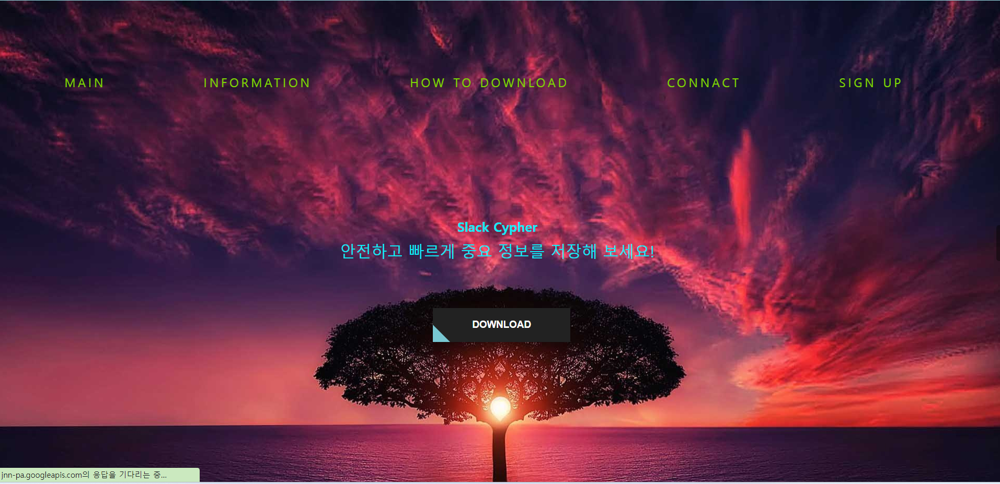 MAIN INFORMATION HOW TO DOWNLOAD CONNACT SIGN UP
Slack Cypher
안전하고 빠르게 중요 정보를 저장해 보세요!
DOWNLOAD
jnn-pa.googleapis.com의 응답을 기다리는 중...